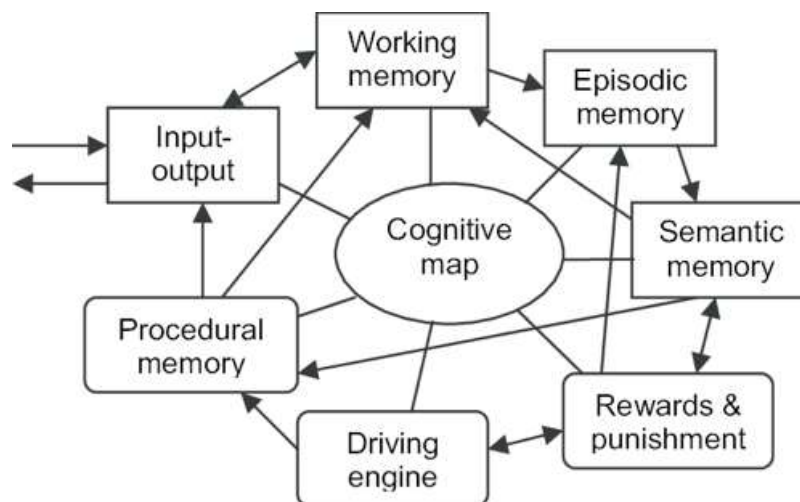 Working
memory
Episodic
memory
Input-
output
Cognitive
map
Semantic
memory
Procedural
memory
Rewards &
punishment
Driving
engine